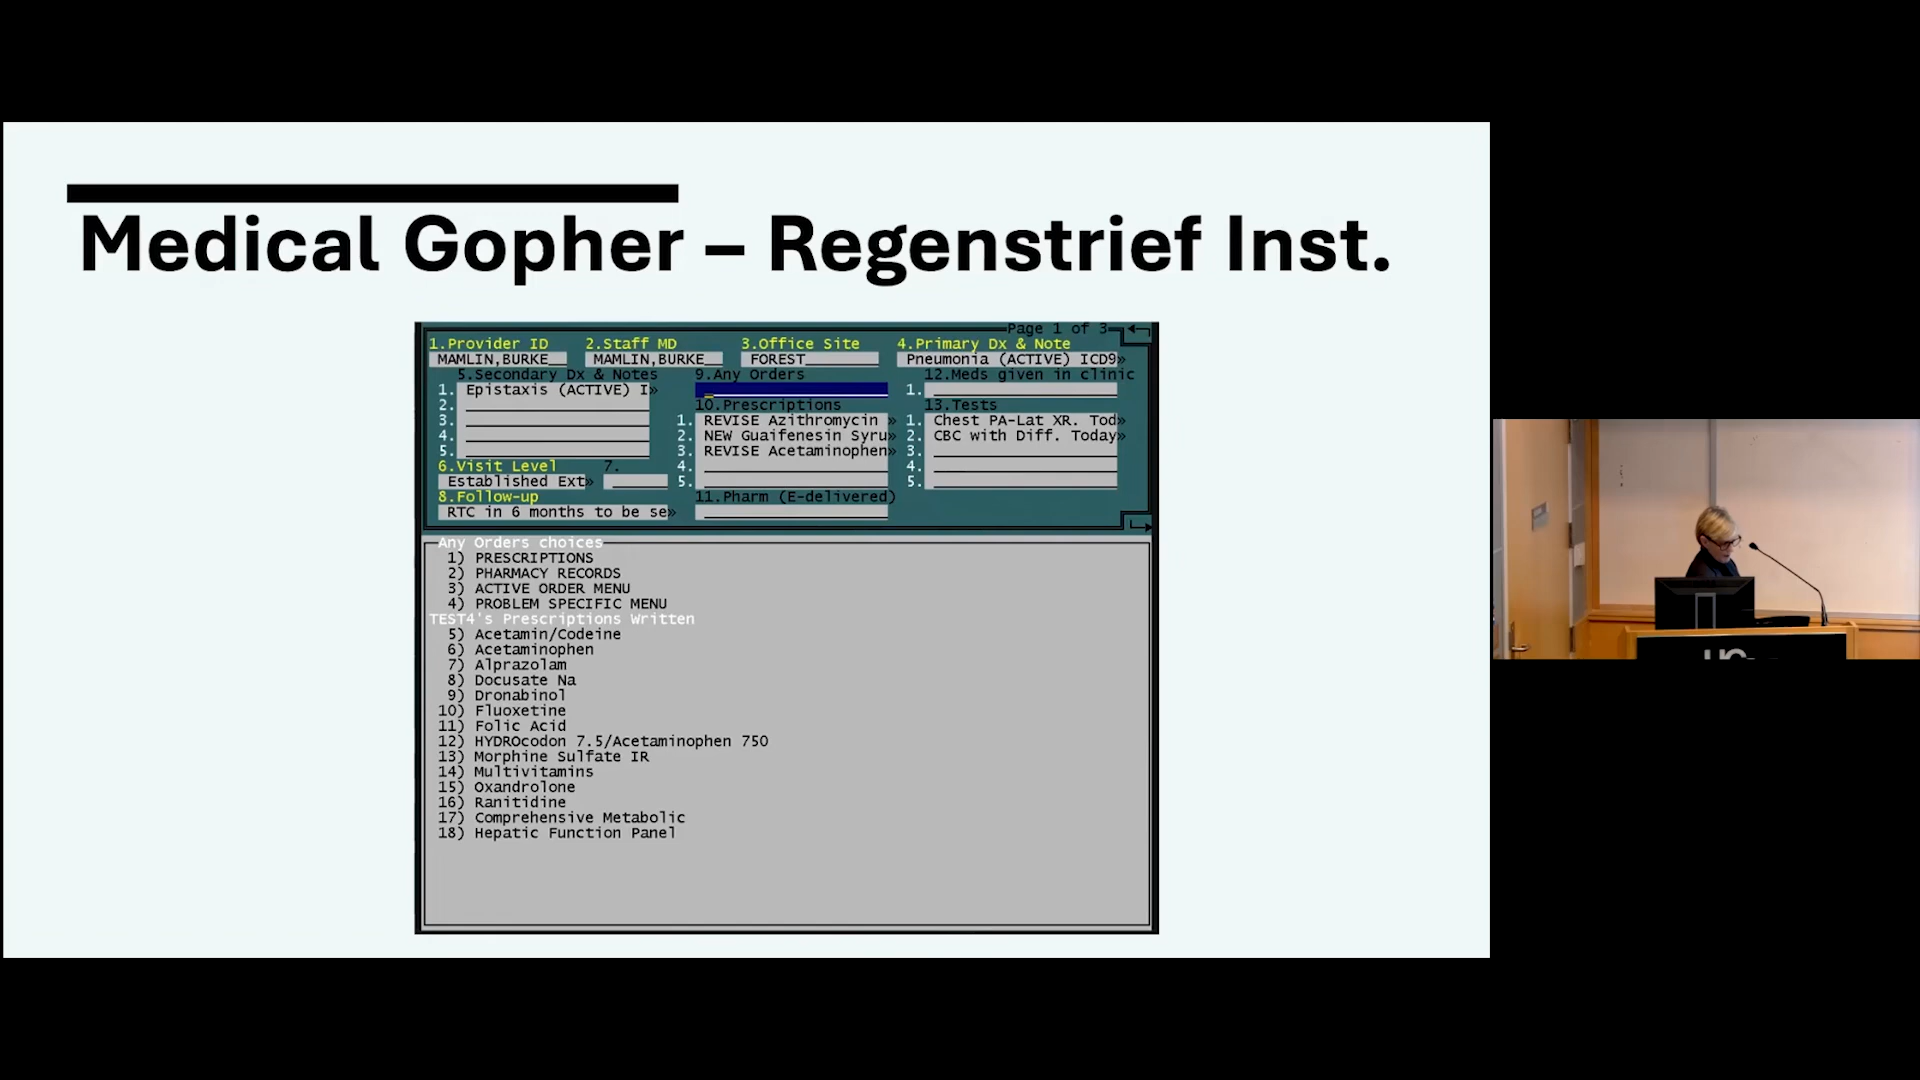 Medical Gopher – Regenstrief Inst.
Page 1 of 3
1.Provider ID 2.Staff MD 3.Office Site 4.Primary Dx & Note
MAMLIN,BURKE MAMLIN,BURKE FOREST Pneumonia (ACTIVE) ICD9»
5.Secondary Dx & Notes 9.Any Orders 12.Meds given in clinic
1. Epistaxis (ACTIVE) I» 1.
2. 10.Prescriptions 13.Tests
3. 1. REVISE Azithromycin » 1. Chest PA-Lat XR. Tod»
4. 2. NEW Guaifenesin Syru» 2. CBC with Diff. Today»
5. 3. REVISE Acetaminophen» 3.
6.Visit Level 7. 4. 4.
Established Ext» 5. 5.
8.Follow-up 11.Pharm (E-delivered)
RTC in 6 months to be se»
Any Orders choices
1) PRESCRIPTIONS
2) PHARMACY RECORDS
3) ACTIVE ORDER MENU
4) PROBLEM SPECIFIC MENU
TEST4's Prescriptions Written
5) Acetamin/Codeine
6) Acetaminophen
7) Alprazolam
8) Docusate Na
9) Dronabinol
10) Fluoxetine
11) Folic Acid
12) HYDROcodon 7.5/Acetaminophen 750
13) Morphine Sulfate IR
14) Multivitamins
15) Oxandrolone
16) Ranitidine
17) Comprehensive Metabolic
18) Hepatic Function Panel